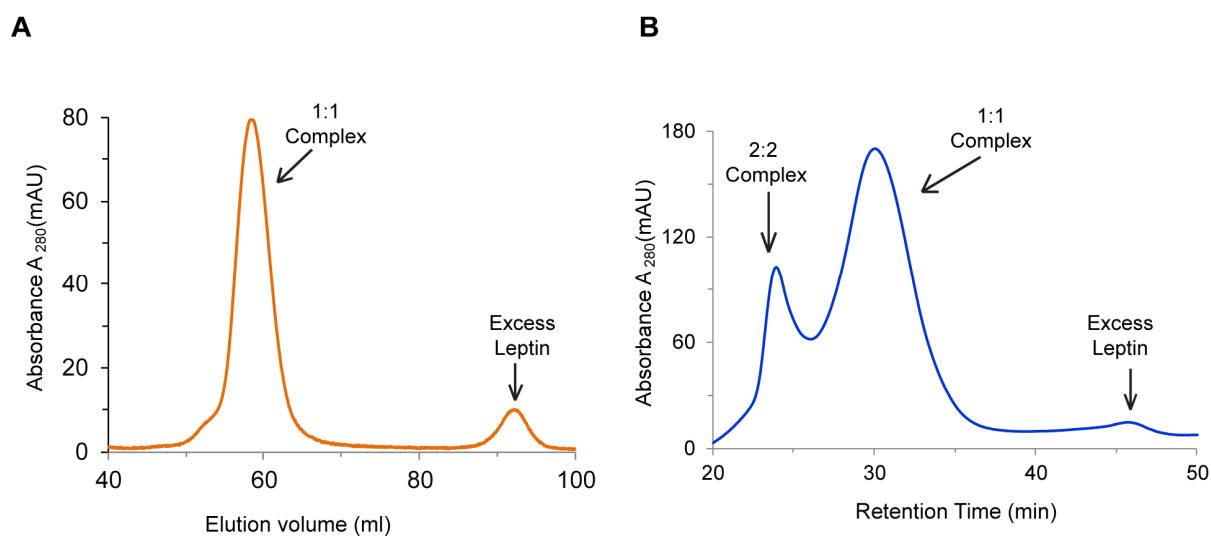 A
B
80
60
40
20
0
40
60
80
100
Absorbance A280(mAU)
Elution volume (ml)
1:1
Complex
Excess
Leptin
180
120
60
0
20
30
40
50
Absorbance A280(mAU)
Retention Time (min)
2:2
Complex
1:1
Complex
Excess
Leptin